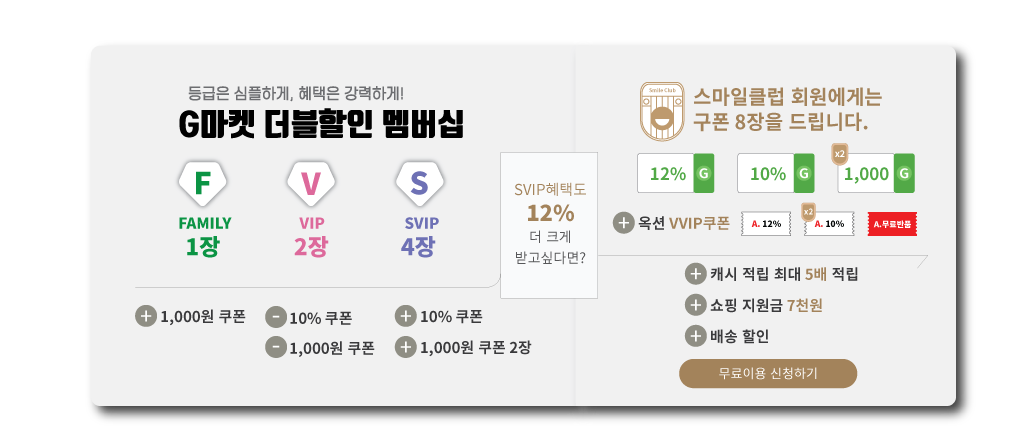 등급은 심플하게, 혜택은 강력하게!
G마켓 더블할인 멤버십
F
V
S
FAMILY
VIP
SVIP
1장
2장
4장
+ 1,000원 쿠폰
- 10% 쿠폰
- 1,000원 쿠폰
+ 10% 쿠폰
+ 1,000원 쿠폰 2장
SVIP혜택도
12%
더 크게
받고싶다면?
Smile Club
스마일클럽 회원에게는
구폰 8장을 드립니다.
12% G
10% G
x2
1,000 G
+ 옥션 VVIP쿠폰
A. 12%
x2
A. 10%
A.무료반품
+ 캐시 적립 최대 5배 적립
+ 쇼핑 지원금 7천원
+ 배송 할인
무료이용 신청하기